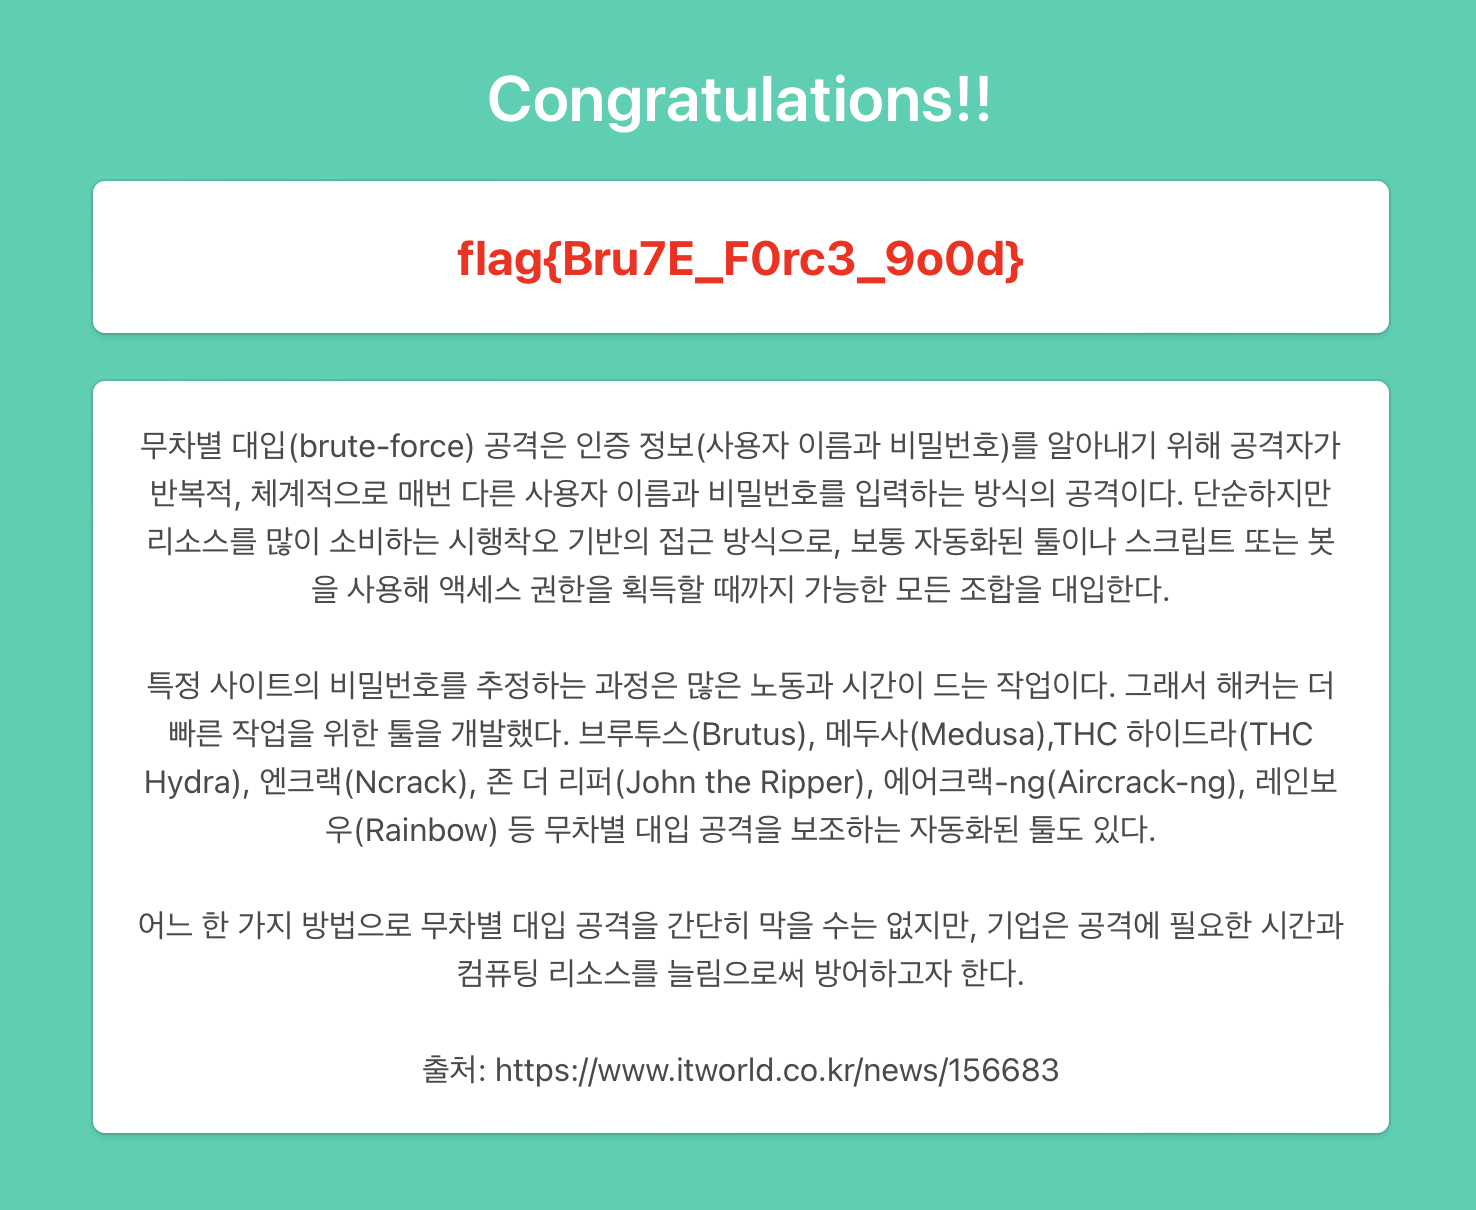 Congratulations!!
flag{Bru7E_F0rc3_9o0d}
무차별 대입(brute-force) 공격은 인증 정보(사용자 이름과 비밀번호)를 알아내기 위해 공격자가
반복적, 체계적으로 매번 다른 사용자 이름과 비밀번호를 입력하는 방식의 공격이다. 단순하지만
리소스를 많이 소비하는 시행착오 기반의 접근 방식으로, 보통 자동화된 툴이나 스크립트 또는 봇
을 사용해 액세스 권한을 획득할 때까지 가능한 모든 조합을 대입한다.
특정 사이트의 비밀번호를 추정하는 과정은 많은 노동과 시간이 드는 작업이다. 그래서 해커는 더
빠른 작업을 위한 툴을 개발했다. 브루투스(Brutus), 메두사(Medusa),THC 하이드라(THC
Hydra), 엔크랙(Ncrack), 존 더 리퍼(John the Ripper), 에어크랙-ng(Aircrack-ng), 레인보
우(Rainbow) 등 무차별 대입 공격을 보조하는 자동화된 툴도 있다.
어느 한 가지 방법으로 무차별 대입 공격을 간단히 막을 수는 없지만, 기업은 공격에 필요한 시간과
컴퓨팅 리소스를 늘림으로써 방어하고자 한다.
출처: https://www.itworld.co.kr/news/156683